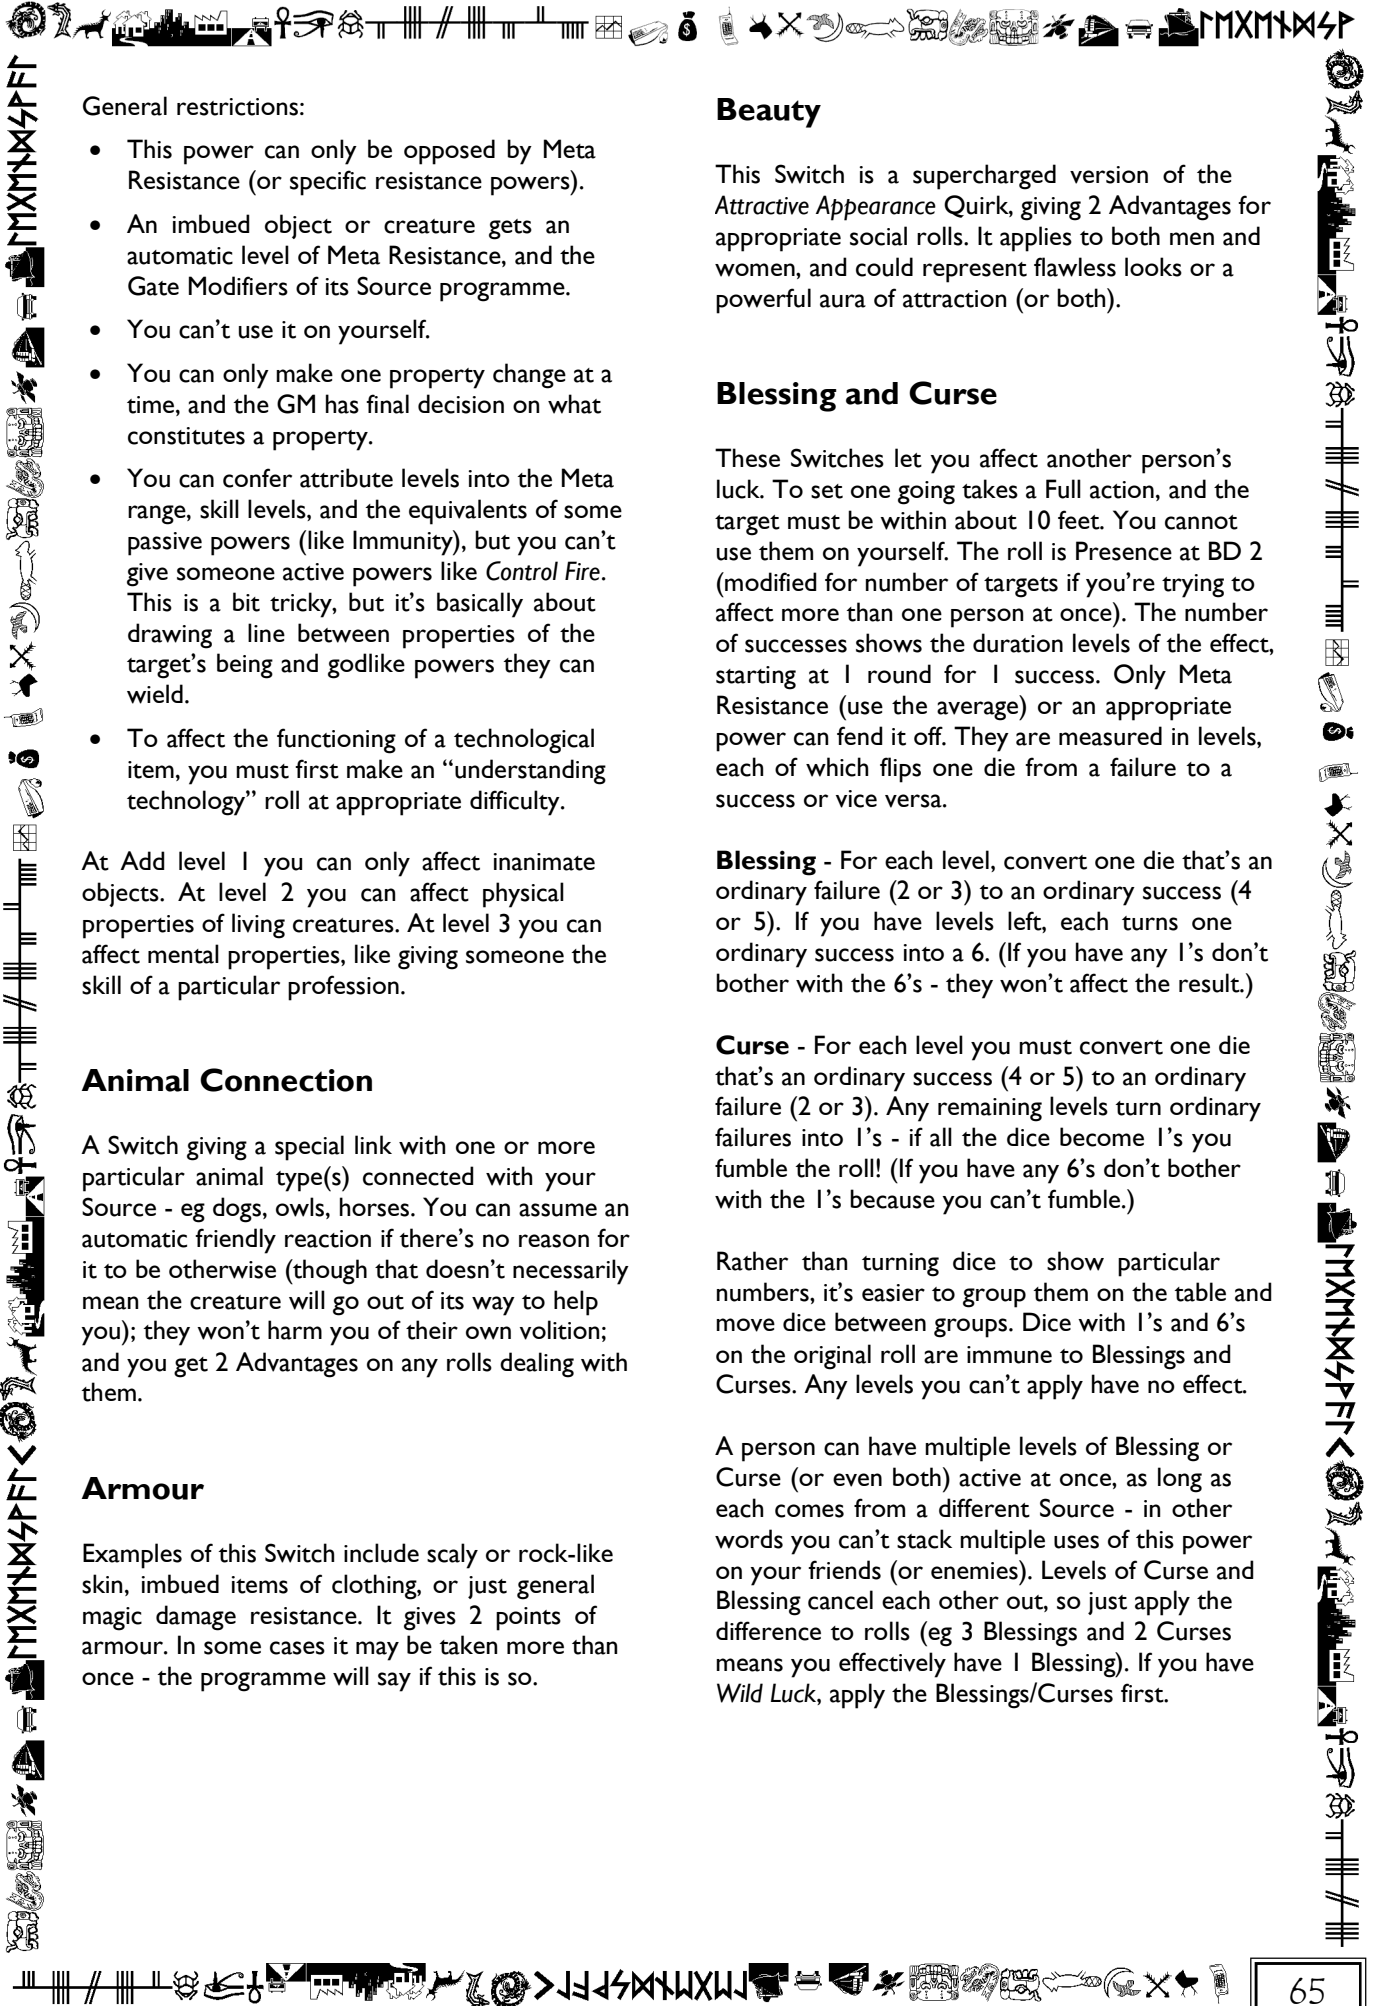 General restrictions:
• This power can only be opposed by Meta
Resistance (or specific resistance powers).
• An imbued object or creature gets an
automatic level of Meta Resistance, and the
Gate Modifiers of its Source programme.
• You can’t use it on yourself.
• You can only make one property change at a
time, and the GM has final decision on what
constitutes a property.
• You can confer attribute levels into the Meta
range, skill levels, and the equivalents of some
passive powers (like Immunity), but you can’t
give someone active powers like Control Fire.
This is a bit tricky, but it’s basically about
drawing a line between properties of the
target’s being and godlike powers they can
wield.
• To affect the functioning of a technological
item, you must first make an “understanding
technology” roll at appropriate difficulty.
At Add level 1 you can only affect inanimate
objects. At level 2 you can affect physical
properties of living creatures. At level 3 you can
affect mental properties, like giving someone the
skill of a particular profession.
Animal Connection
A Switch giving a special link with one or more
particular animal type(s) connected with your
Source - eg dogs, owls, horses. You can assume an
automatic friendly reaction if there’s no reason for
it to be otherwise (though that doesn’t necessarily
mean the creature will go out of its way to help
you); they won’t harm you of their own volition;
and you get 2 Advantages on any rolls dealing with
them.
Armour
Examples of this Switch include scaly or rock-like
skin, imbued items of clothing, or just general
magic damage resistance. It gives 2 points of
armour. In some cases it may be taken more than
once - the programme will say if this is so.
Beauty
This Switch is a supercharged version of the
Attractive Appearance Quirk, giving 2 Advantages for
appropriate social rolls. It applies to both men and
women, and could represent flawless looks or a
powerful aura of attraction (or both).
Blessing and Curse
These Switches let you affect another person’s
luck. To set one going takes a Full action, and the
target must be within about 10 feet. You cannot
use them on yourself. The roll is Presence at BD 2
(modified for number of targets if you’re trying to
affect more than one person at once). The number
of successes shows the duration levels of the effect,
starting at 1 round for 1 success. Only Meta
Resistance (use the average) or an appropriate
power can fend it off. They are measured in levels,
each of which flips one die from a failure to a
success or vice versa.
Blessing - For each level, convert one die that’s an
ordinary failure (2 or 3) to an ordinary success (4
or 5). If you have levels left, each turns one
ordinary success into a 6. (If you have any 1’s don’t
bother with the 6’s - they won’t affect the result.)
Curse - For each level you must convert one die
that’s an ordinary success (4 or 5) to an ordinary
failure (2 or 3). Any remaining levels turn ordinary
failures into 1’s - if all the dice become 1’s you
fumble the roll! (If you have any 6’s don’t bother
with the 1’s because you can’t fumble.)
Rather than turning dice to show particular
numbers, it’s easier to group them on the table and
move dice between groups. Dice with 1’s and 6’s
on the original roll are immune to Blessings and
Curses. Any levels you can’t apply have no effect.
A person can have multiple levels of Blessing or
Curse (or even both) active at once, as long as
each comes from a different Source - in other
words you can’t stack multiple uses of this power
on your friends (or enemies). Levels of Curse and
Blessing cancel each other out, so just apply the
difference to rolls (eg 3 Blessings and 2 Curses
means you effectively have 1 Blessing). If you have
Wild Luck, apply the Blessings/Curses first.
65